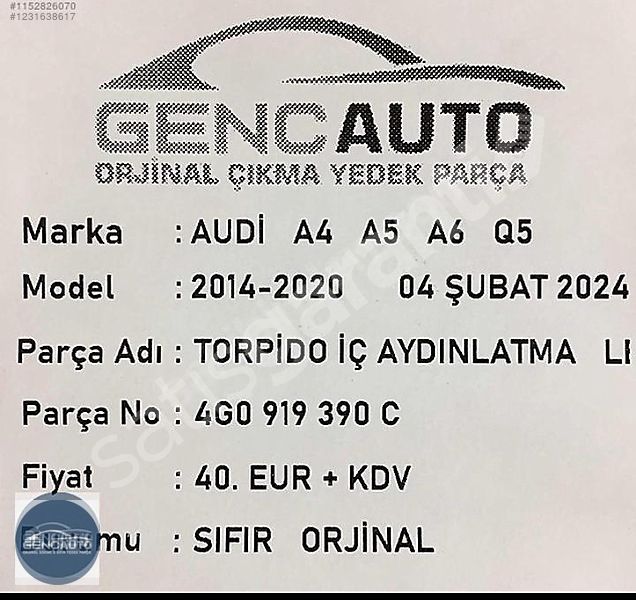 #1152826070
#1231638617
GENCAUTO
ORJİNAL ÇIKMA YEDEK PARÇA
Marka : AUDİ A4 A5 A6 Q5
Model : 2014-2020 04 ŞUBAT 2024
Parça Adı : TORPİDO İÇ AYDINLATMA
Parça No : 4G0 919 390 C
Fiyat : 40. EUR + KDV
: SIFIR ORJİNAL
GENCAUTO